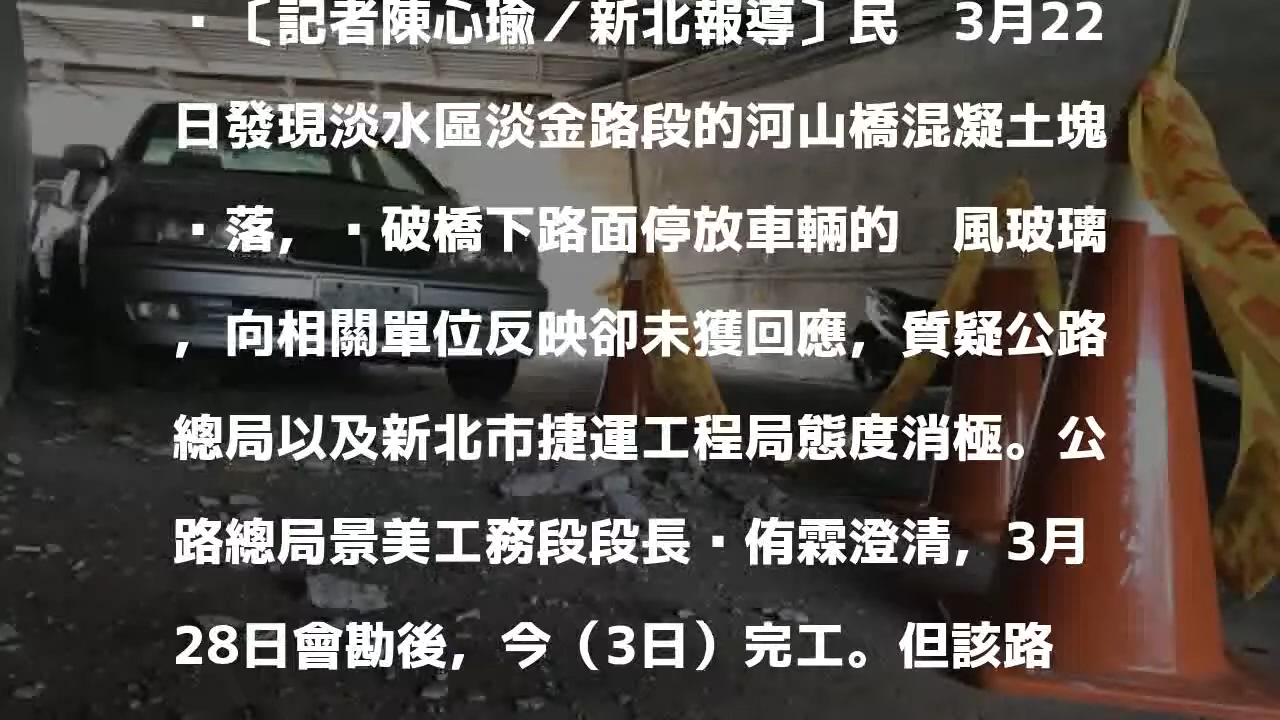 ▪〔記者陳心瑜／新北報導〕民　3月22
日發現淡水區淡金路段的河山橋混凝土塊
▪落，▪破橋下路面停放車輛的　風玻璃
，向相關單位反映卻未獲回應，質疑公路
總局以及新北市捷運工程局態度消極。公
路總局景美工務段段長▪侑霖澄清，3月
28日會勘後，今（3日）完工。但該路